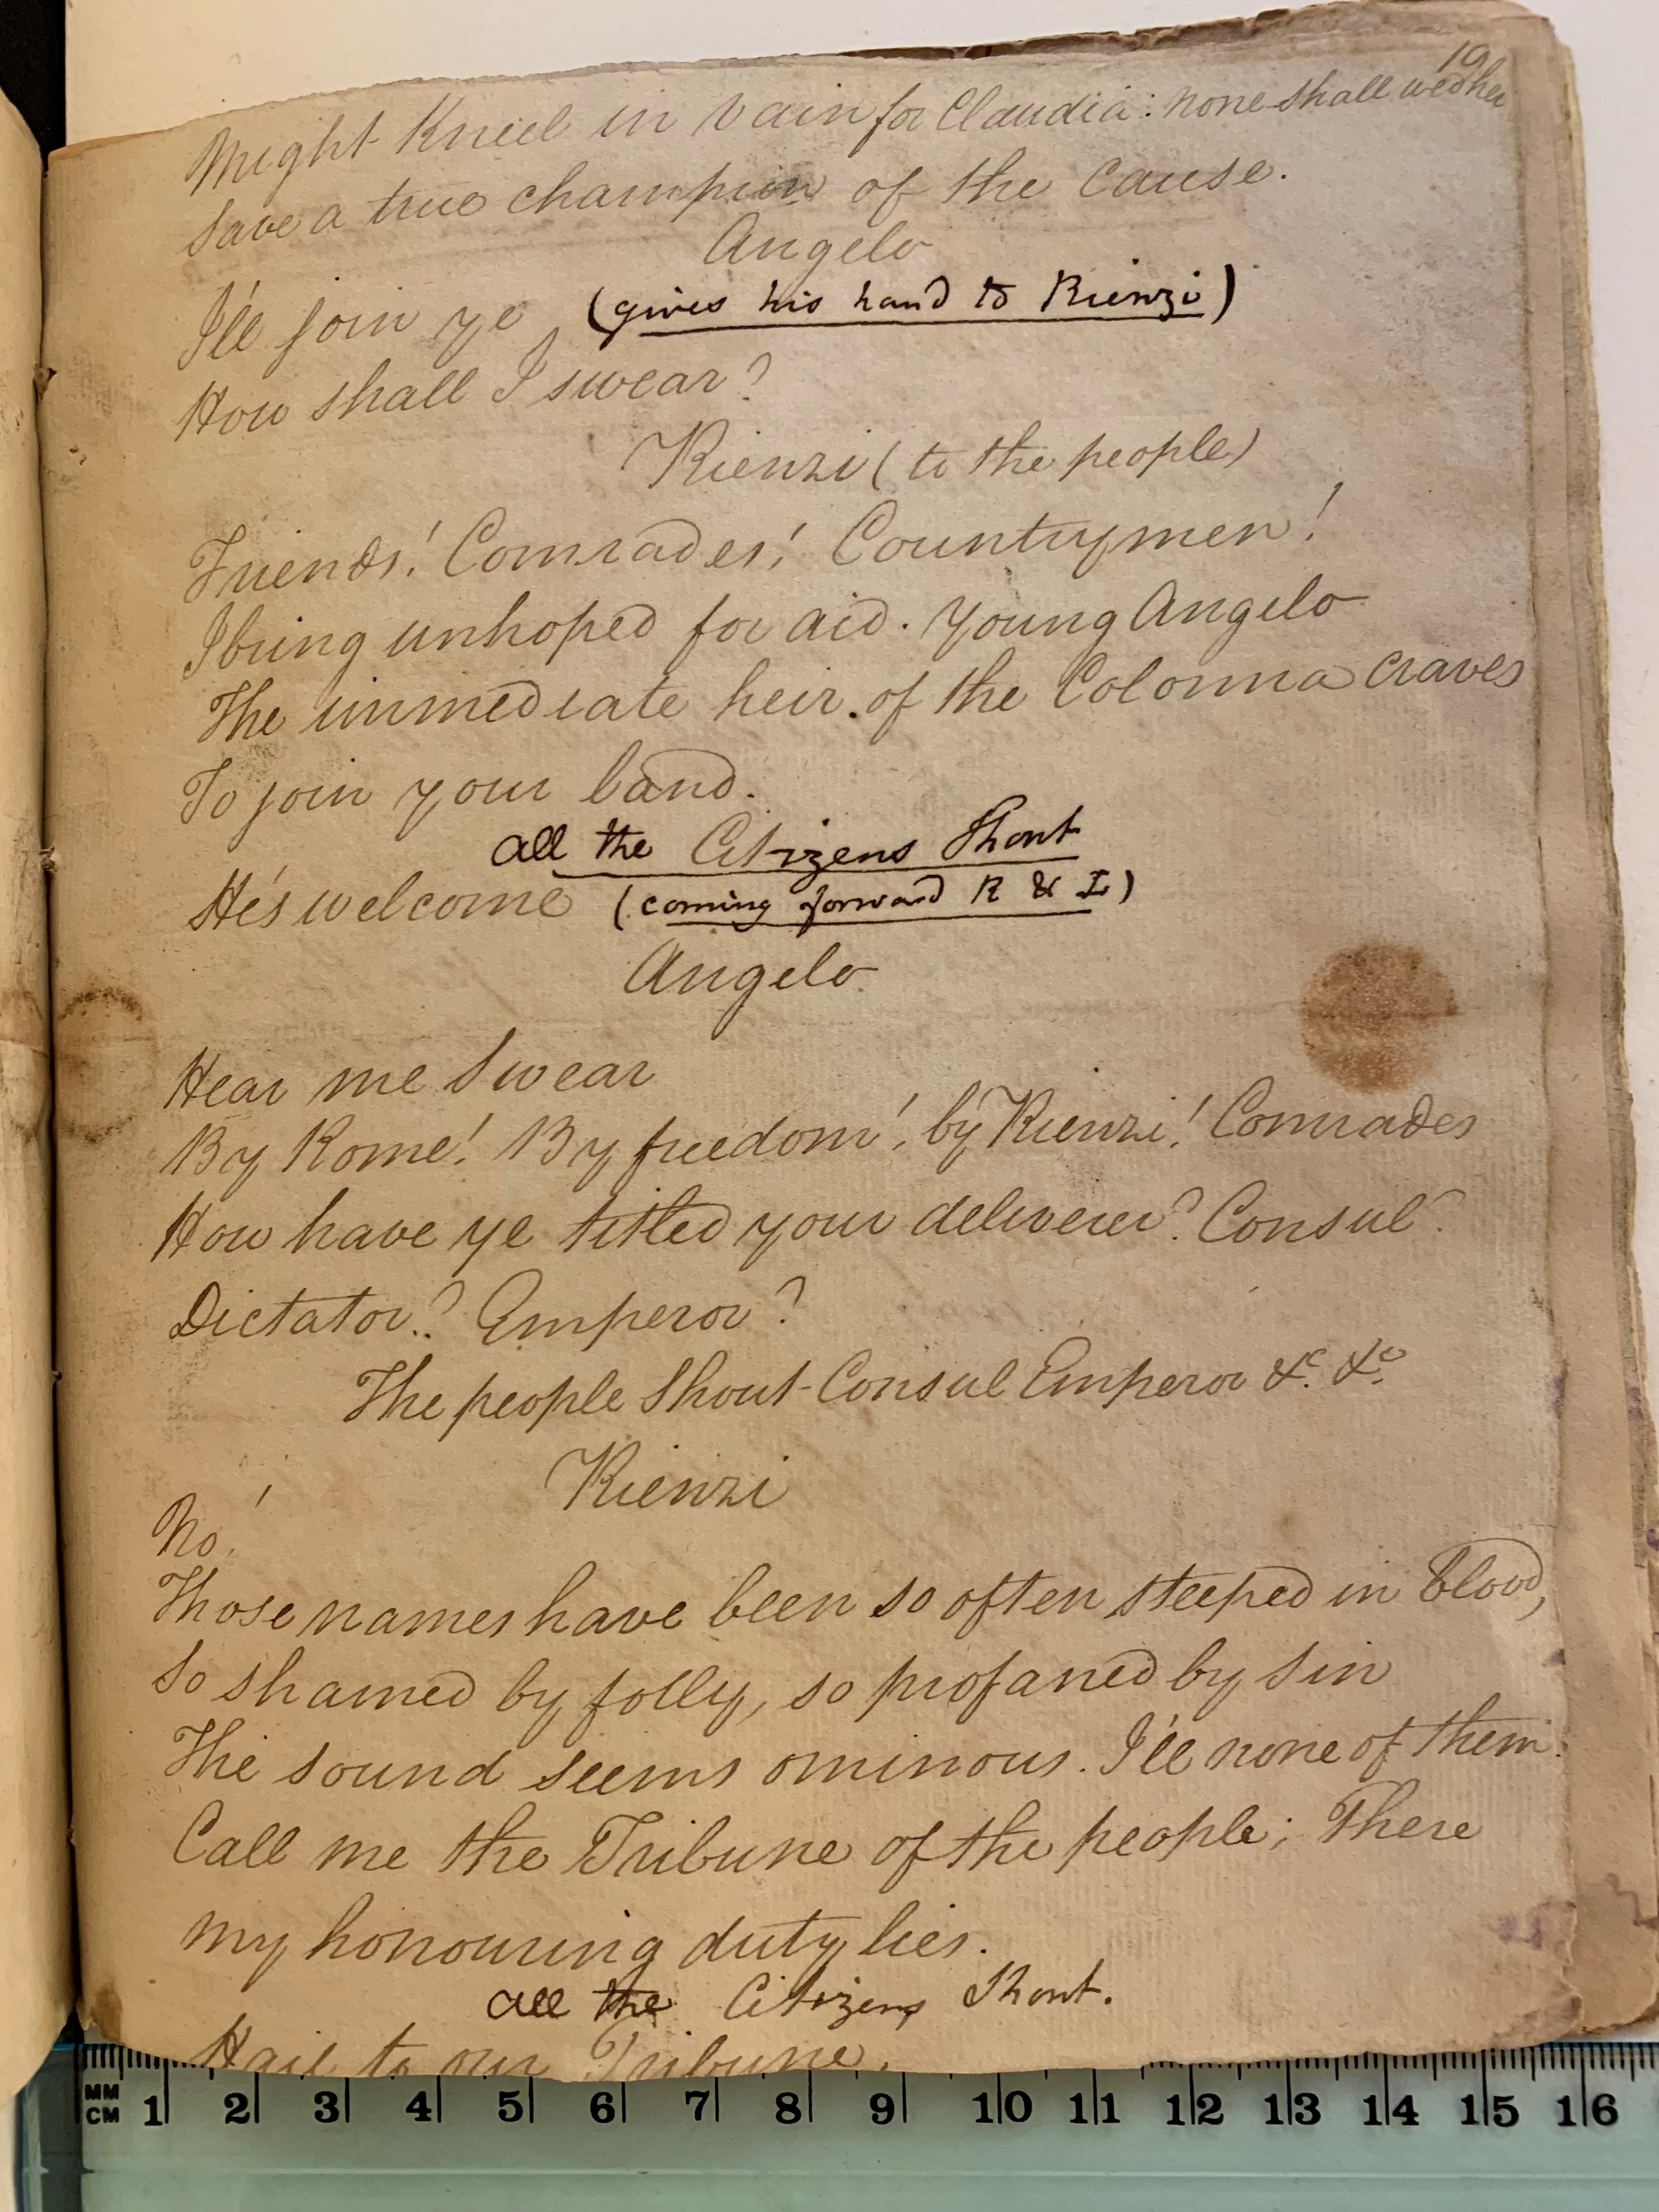 19
Might Kneel in Vain for Claudia: none shall wed her
Save a true champion of the Cause.
Angelo
I'll join ye (gives his hand to Rienzi)
How shall I swear?
Rienzi (to the people)
Friends! Comrades! Countrymen!
I bring unhoped for aid. Young Angelo
The immediate heir of the Colonna Craves
To join your band.
All the Citizens Shout
He's welcome (coming forward R & L)
Angelo
Hear me Swear
By Rome! By freedom! by Rienzi! Comrades
How have ye titled your deliverer? Consul?
Dictator? Emperor?
The people Shout - Consul Emperor &c. &c.
Rienzi
No!
Those names have been so often steeped in blood,
So shamed by folly, so profaned by sin
The sound seems ominous. I'll none of them.
Call me the Tribune of the people; There
my honouring duty lies.
All the Citizens Shout.
Hail to our Tribune.
MM
CM 1 2 3 4 5 6 7 8 9 10 11 12 13 14 15 16